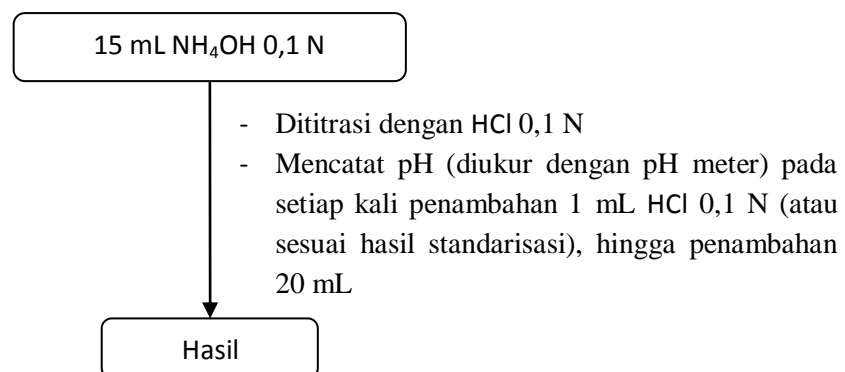 15 mL NH₄OH 0,1 N
- Dititrasi dengan HCl 0,1 N
- Mencatat pH (diukur dengan pH meter) pada
setiap kali penambahan 1 mL HCl 0,1 N (atau
sesuai hasil standarisasi), hingga penambahan
20 mL
Hasil